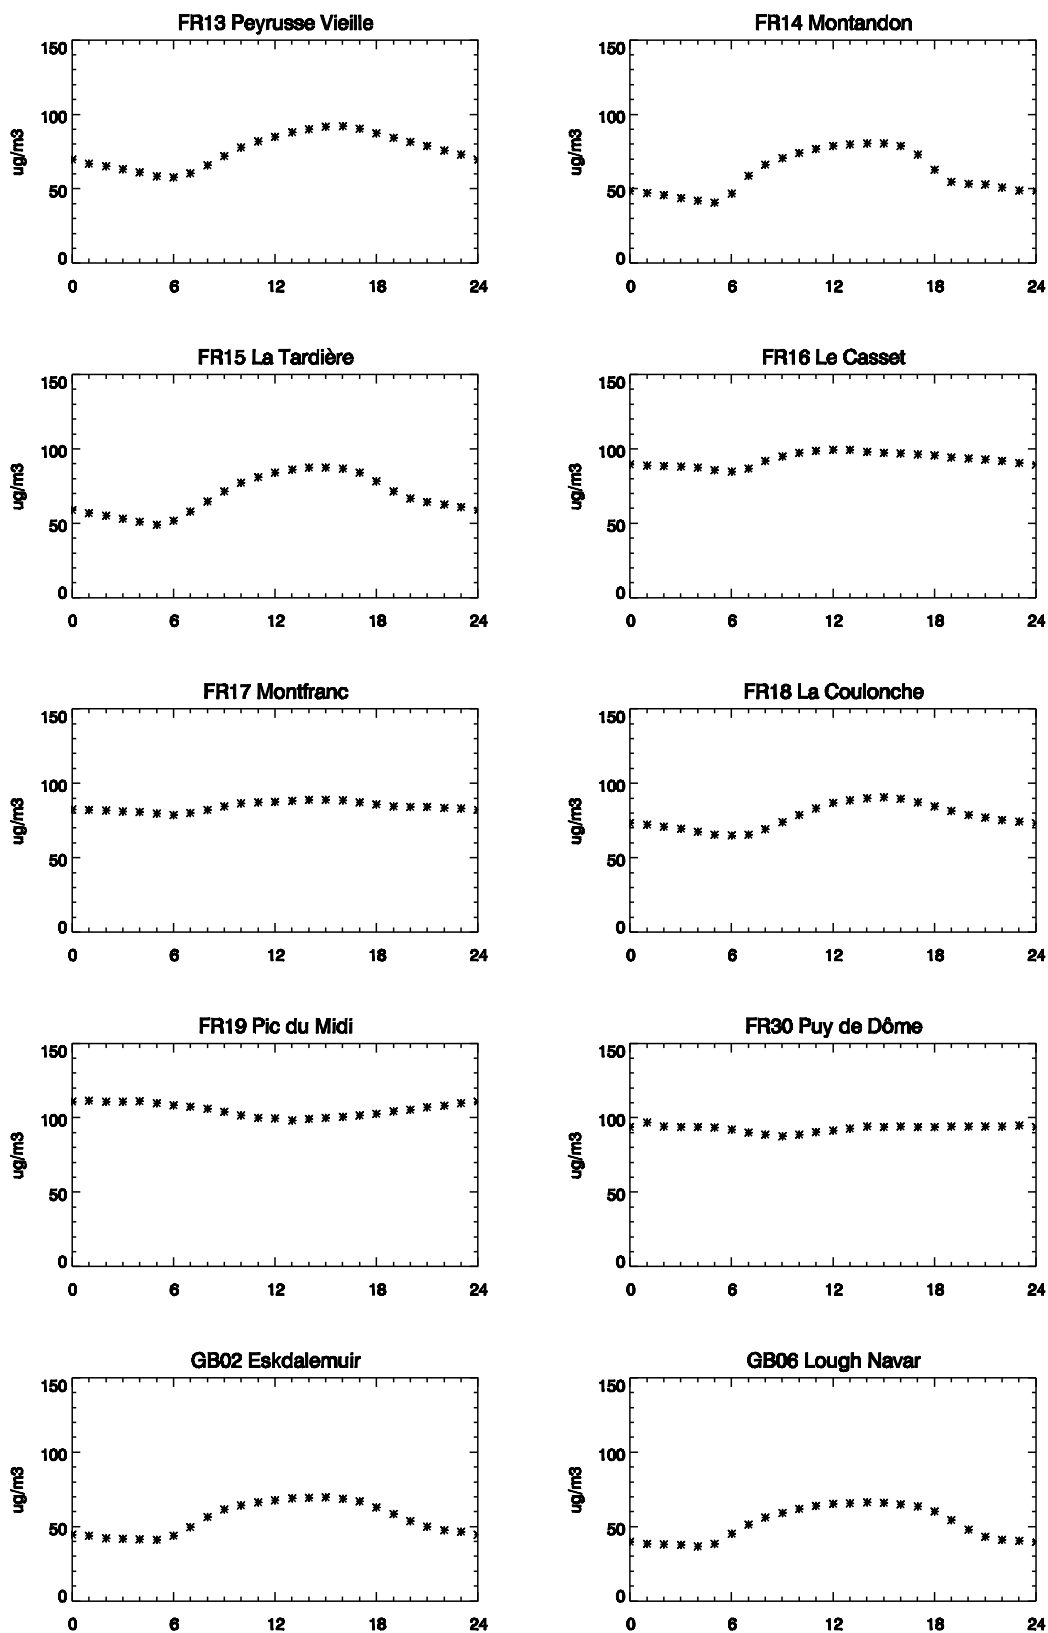 FR13 Peyrusse Vieille
150
100
50
0
ug/m3
0 6 12 18 24
FR14 Montandon
150
100
50
0
ug/m3
0 6 12 18 24
FR15 La Tardière
150
100
50
0
ug/m3
0 6 12 18 24
FR16 Le Casset
150
100
50
0
ug/m3
0 6 12 18 24
FR17 Montfranc
150
100
50
0
ug/m3
0 6 12 18 24
FR18 La Coulonche
150
100
50
0
ug/m3
0 6 12 18 24
FR19 Pic du Midi
150
100
50
0
ug/m3
0 6 12 18 24
FR30 Puy de Dôme
150
100
50
0
ug/m3
0 6 12 18 24
GB02 Eskdalemuir
150
100
50
0
ug/m3
0 6 12 18 24
GB06 Lough Navar
150
100
50
0
ug/m3
0 6 12 18 24